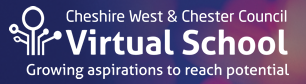 Cheshire West & Chester Council
Virtual School
Growing aspirations to reach potential